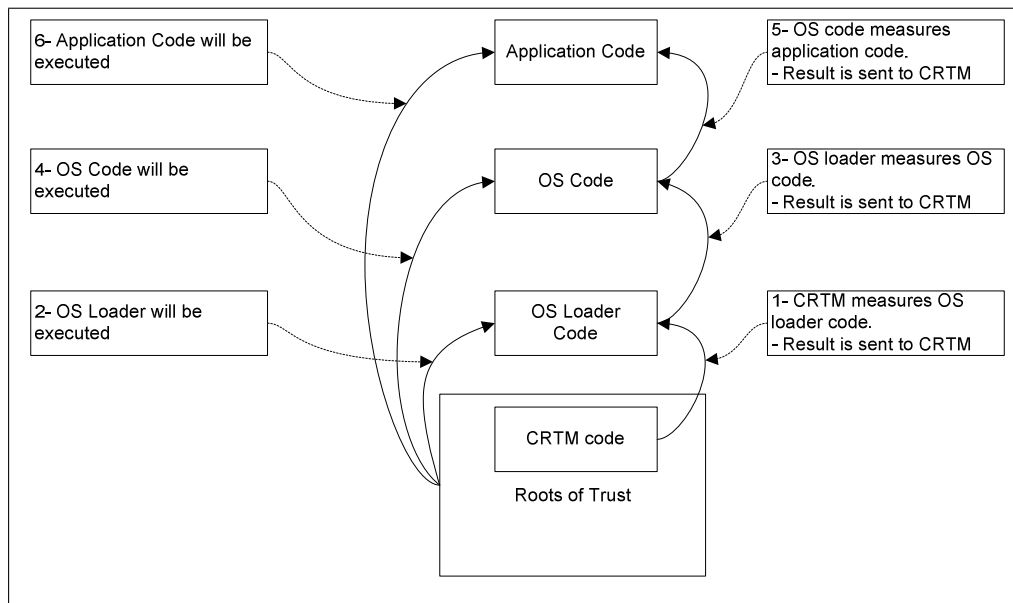 6- Application Code will be
executed
Application Code
5- OS code measures
application code.
- Result is sent to CRTM
4- OS Code will be
executed
OS Code
3- OS loader measures OS
code.
- Result is sent to CRTM
2- OS Loader will be
executed
OS Loader
Code
1- CRTM measures OS
loader code.
- Result is sent to CRTM
CRTM code
Roots of Trust